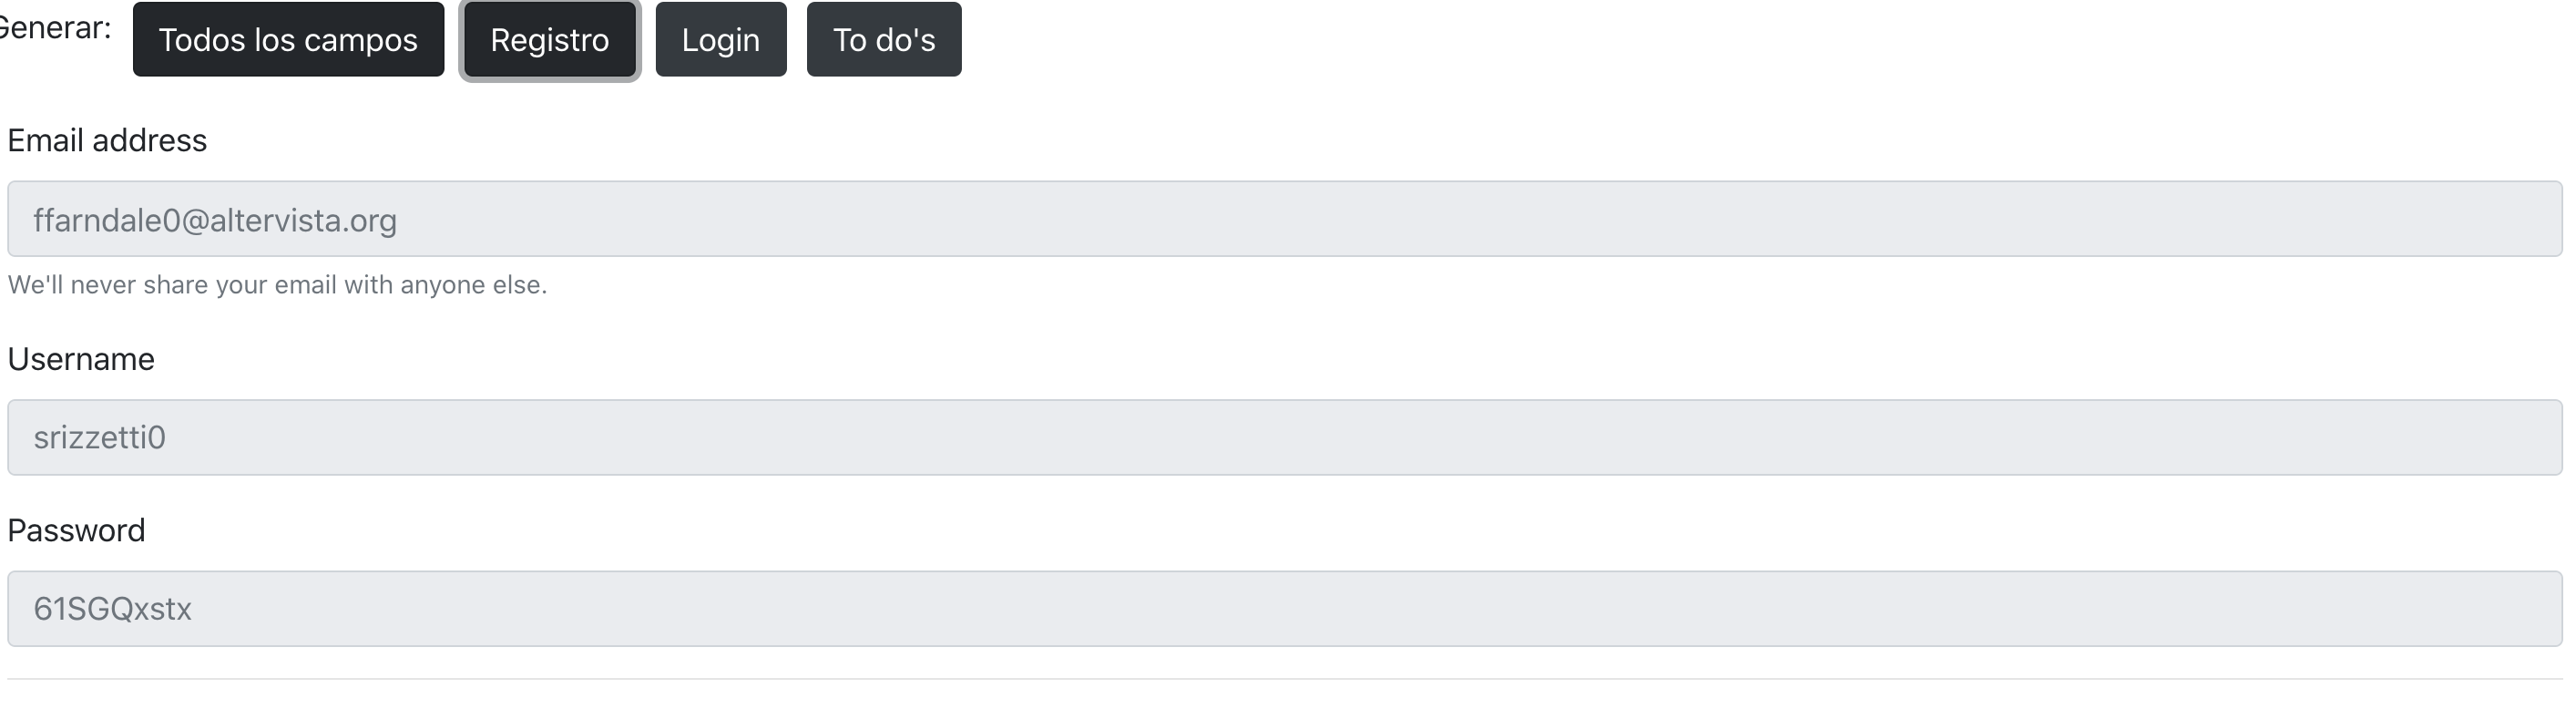 Generar: Todos los campos Registro Login To do's
Email address
ffarndale0@altervista.org
We'll never share your email with anyone else.
Username
srizzetti0
Password
61SGQxstx